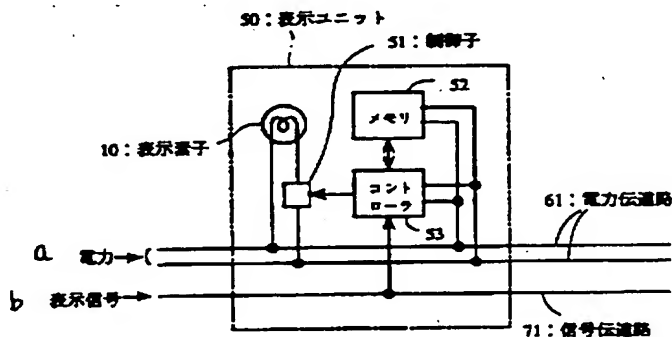 50：表示ユニット
51：制御子
52
メモリ
10：表示素子
コント
ローラ
53
61：電力伝道路
a 電力
b 表示信号
71：信号伝道路